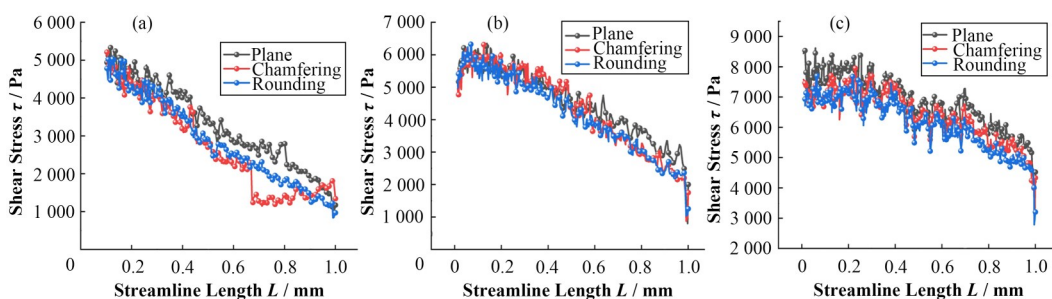 (a)
6 000
5 000
4 000
3 000
2 000
1 000
0
Shear Stress τ / Pa
Plane
Chamfering
Rounding
0.2
0.4
0.6
0.8
1.0
Streamline Length L / mm
(b)
7 000
6 000
5 000
4 000
3 000
2 000
1 000
0
Shear Stress τ / Pa
Plane
Chamfering
Rounding
0.2
0.4
0.6
0.8
1.0
Streamline Length L / mm
(c)
9 000
8 000
7 000
6 000
5 000
4 000
3 000
2 000
Shear Stress τ / Pa
Plane
Chamfering
Rounding
0
0.2
0.4
0.6
0.8
1.0
Streamline Length L / mm